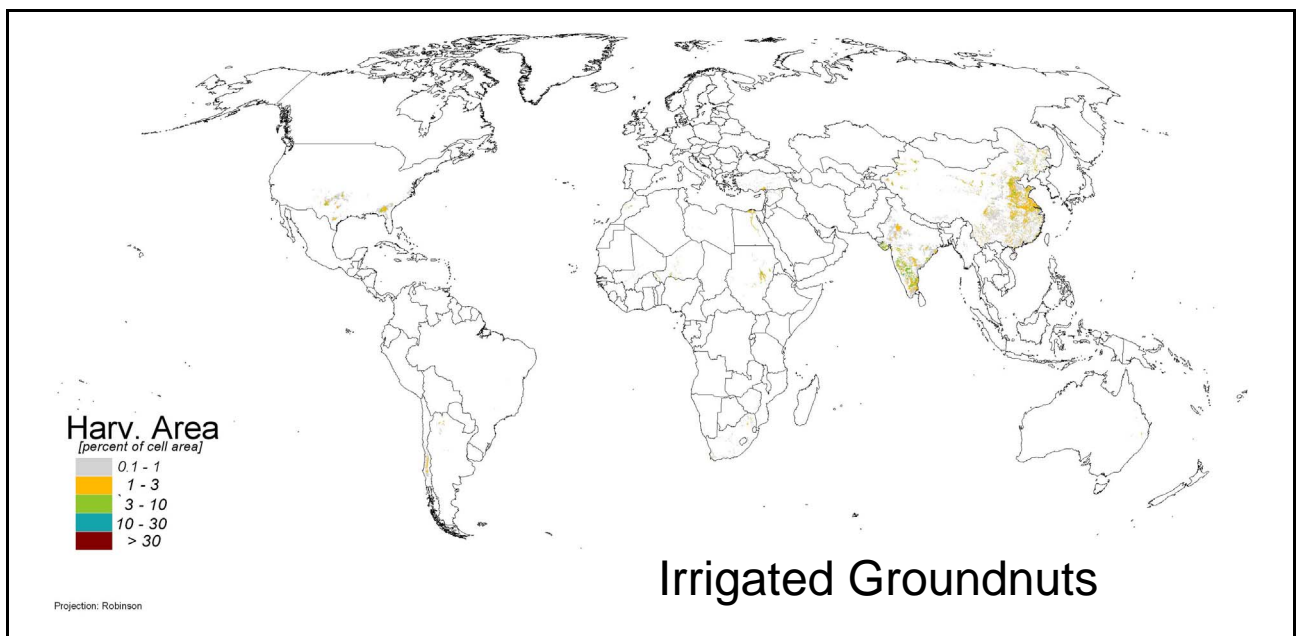 Harv. Area
[percent of cell area]
0.1 - 1
1 - 3
3 - 10
10 - 30
> 30
Irrigated Groundnuts
Projection: Robinson